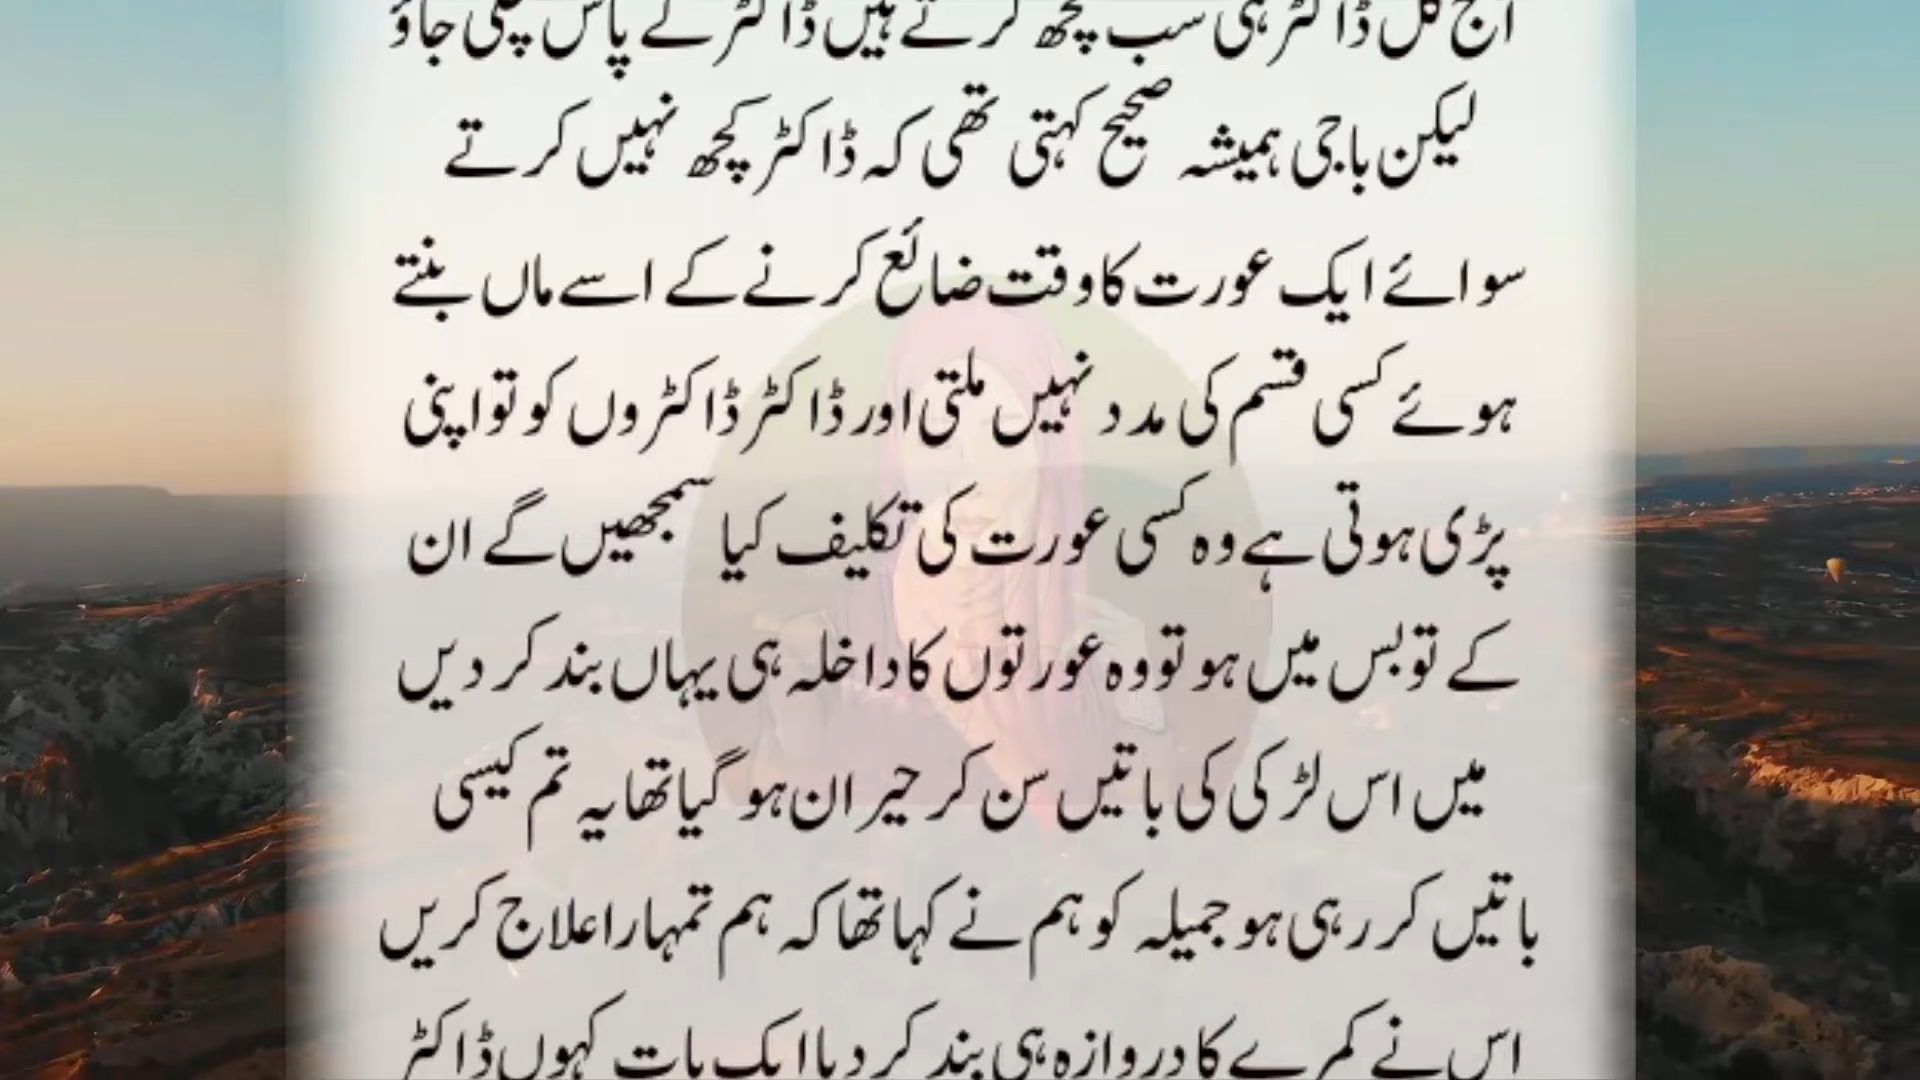 آج کل ڈاکٹر ہی سب کچھ کرتے ہیں ڈاکٹر کے پاس چلی جاؤ
لیکن باجی ہمیشہ صحیح کہتی تھی کہ ڈاکٹر کچھ نہیں کرتے
سوائے ایک عورت کا وقت ضائع کرنے کے اسے ماں بنتے
ہوئے کسی قسم کی مدد نہیں ملتی اور ڈاکٹر ڈاکٹروں کو تو اپنی
پڑی ہوتی ہے وہ کسی عورت کی تکلیف کیا سمجھیں گے ان
کے تو بس میں ہو تو وہ عورتوں کا داخلہ ہی یہاں بند کر دیں
میں اس لڑکی کی باتیں سن کر حیران ہو گیا تھا یہ تم کیسی
باتیں کر رہی ہو جمیلہ کو ہم نے کہا تھا کہ ہم تمہارا علاج کریں
اس نے کمرے کا دروازہ ہی بند کر دیا ایک بات کہوں ڈاکٹر